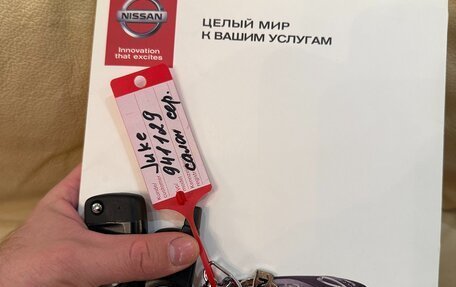 NISSAN
Innovation
that excites
ЦЕЛЫЙ МИР
К ВАШИМ УСЛУГАМ
Juke
941129
салон сер.